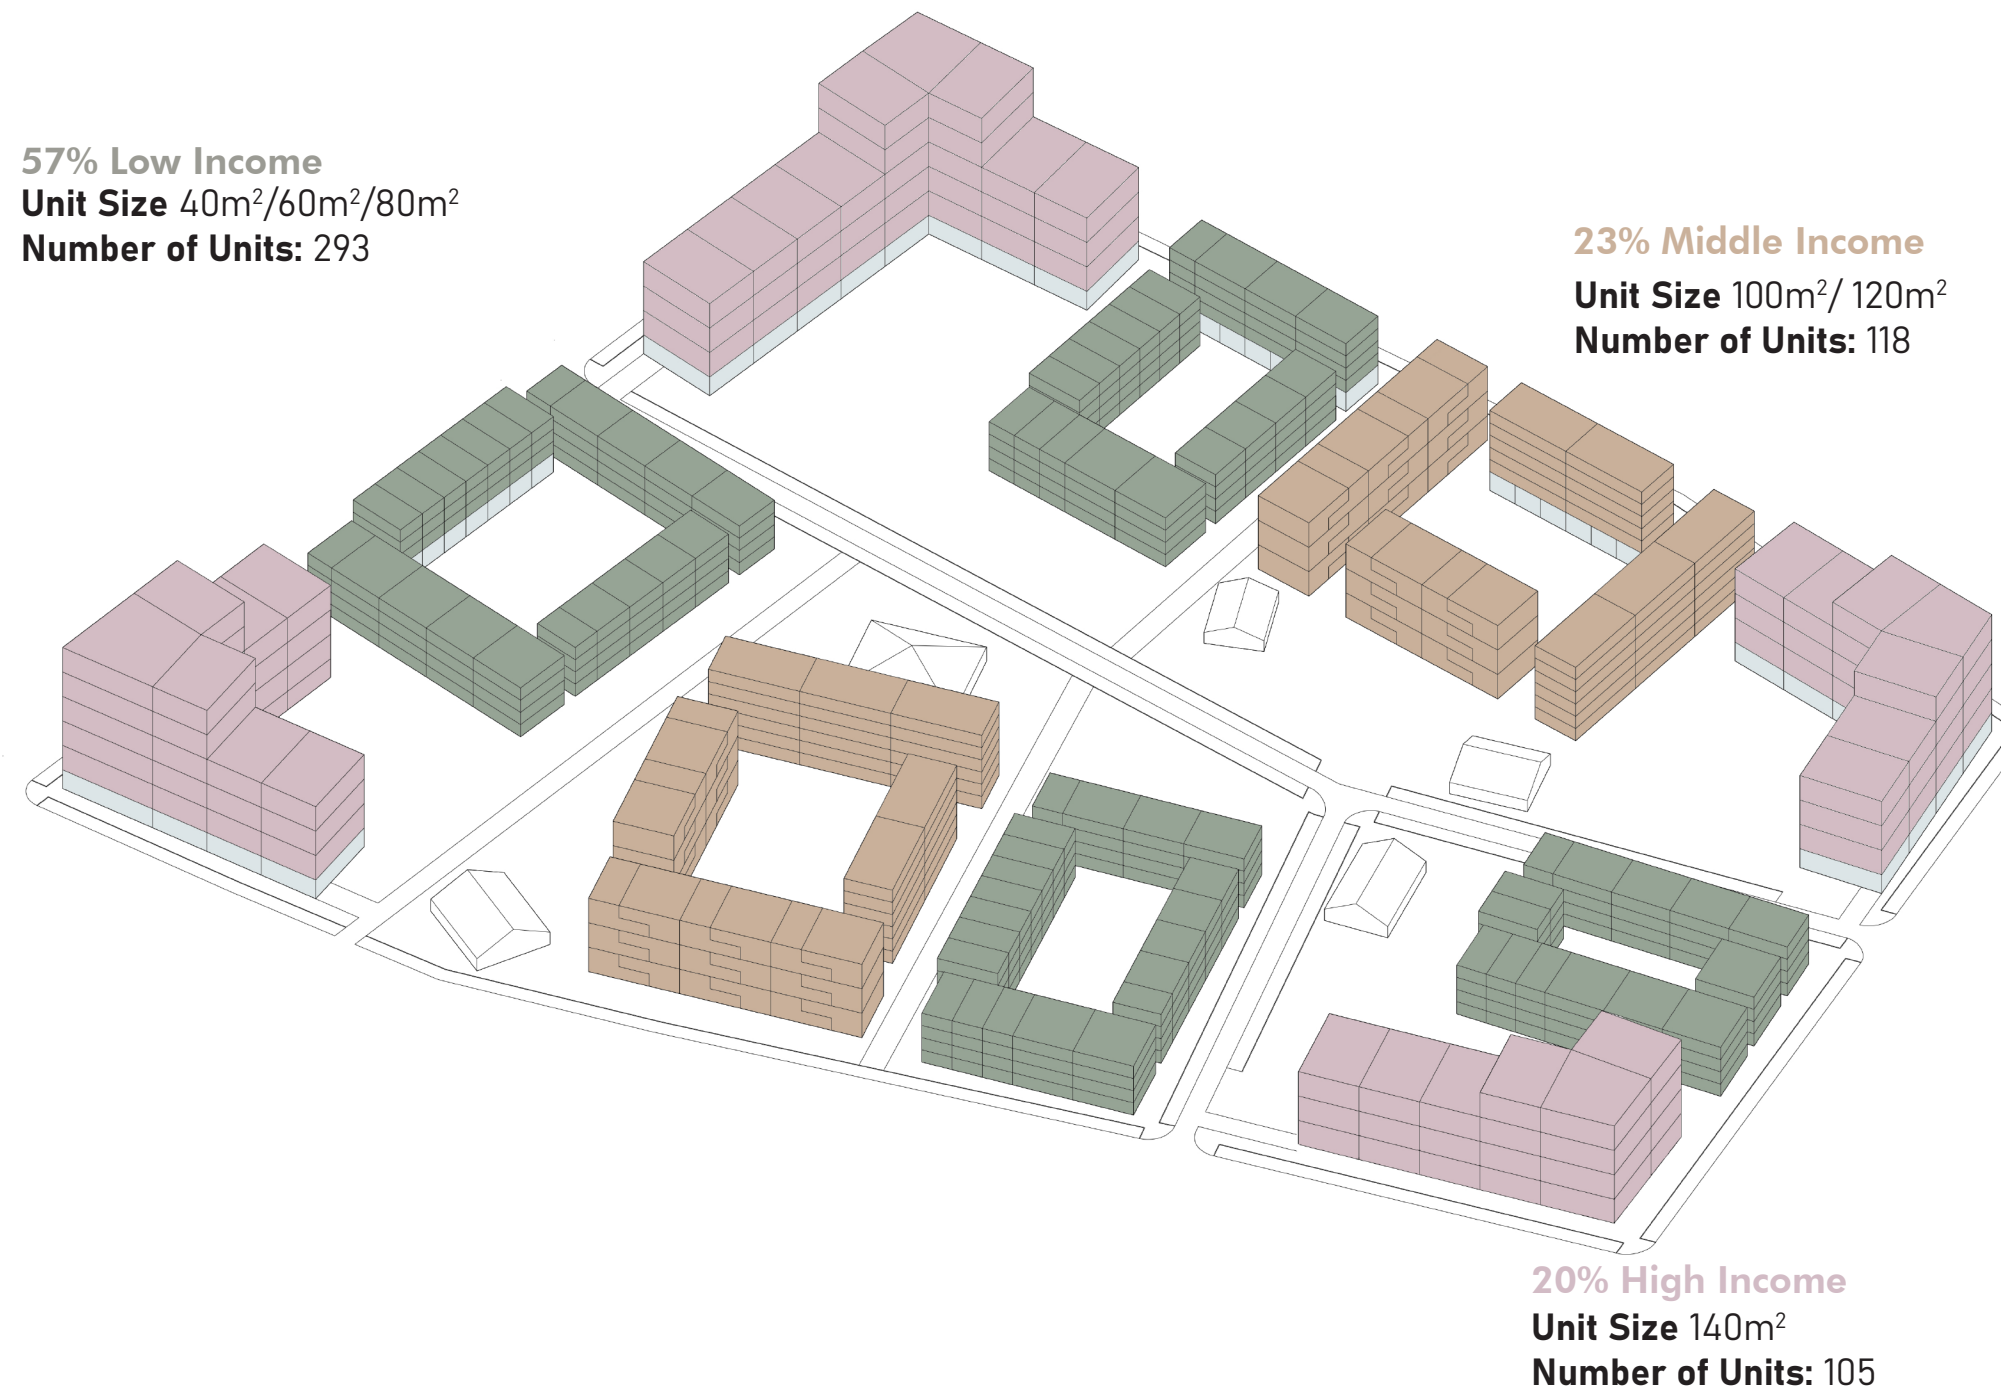 57% Low Income
Unit Size 40m²/60m²/80m²
Number of Units: 293
23% Middle Income
Unit Size 100m²/ 120m²
Number of Units: 118
20% High Income
Unit Size 140m²
Number of Units: 105